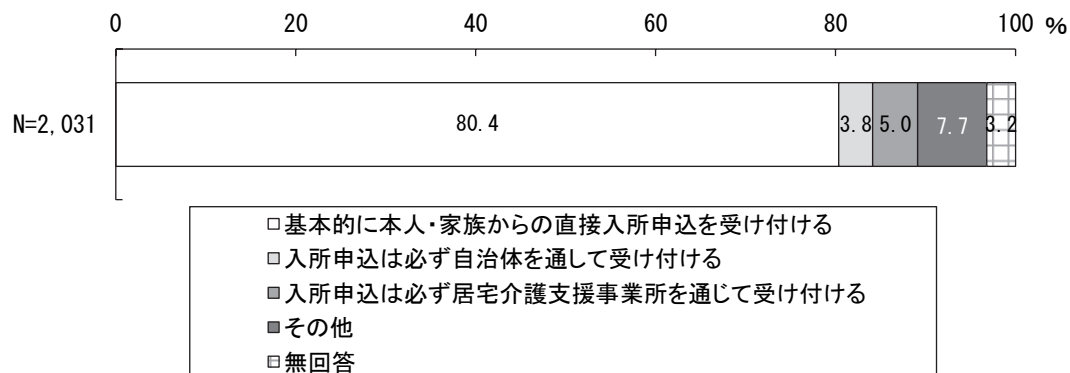 0 20 40 60 80 100 %
N=2,031 80.4 3.8 5.0 7.7 3.2
□基本的に本人・家族からの直接入所申込を受け付ける
■入所申込は必ず自治体を通して受け付ける
■入所申込は必ず居宅介護支援事業所を通じて受け付ける
■その他
無回答